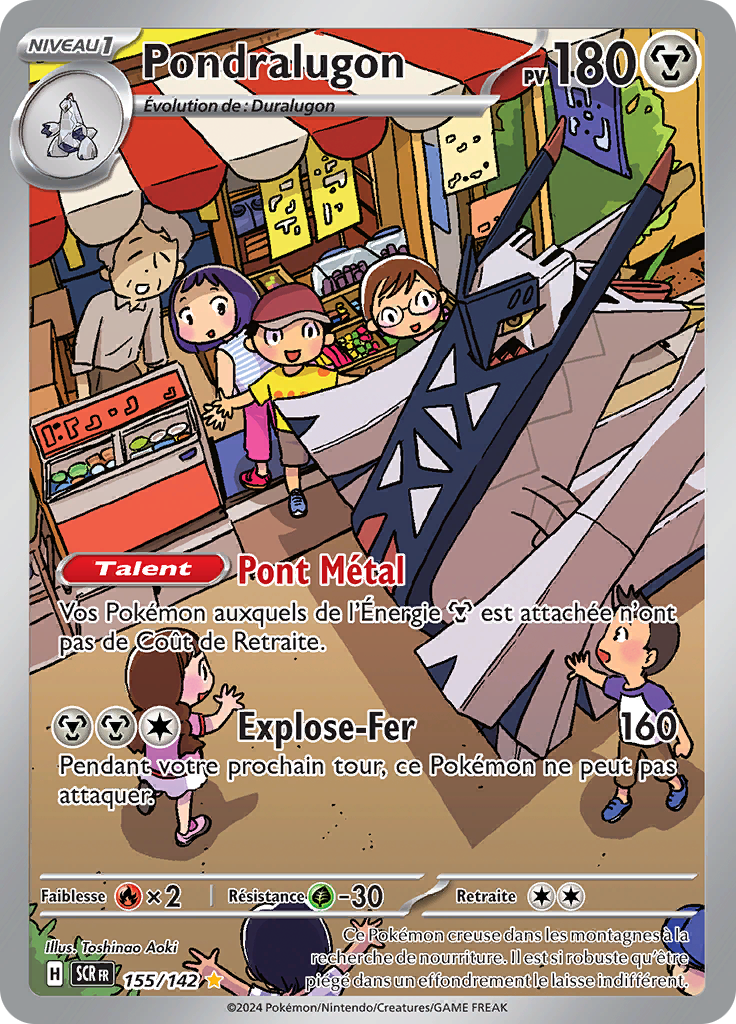 NIVEAU 1
Pondralugon
PV 180
Évolution de : Duralugon
Talent Pont Métal
Vos Pokémon auxquels de l'Énergie est attachée n'ont
pas de Coût de Retraite.
Explose-Fer 160
Pendant votre prochain tour, ce Pokémon ne peut pas
attaquer.
Faiblesse ×2 Résistance -30 Retraite
Illus. Toshinao Aoki
H SCR FR 155/142
Ce Pokémon creuse dans les montagnes à la
recherche de nourriture. Il est si robuste qu'être
piégé dans un effondrement le laisse indifférent.
©2024 Pokémon/Nintendo/Creatures/GAME FREAK